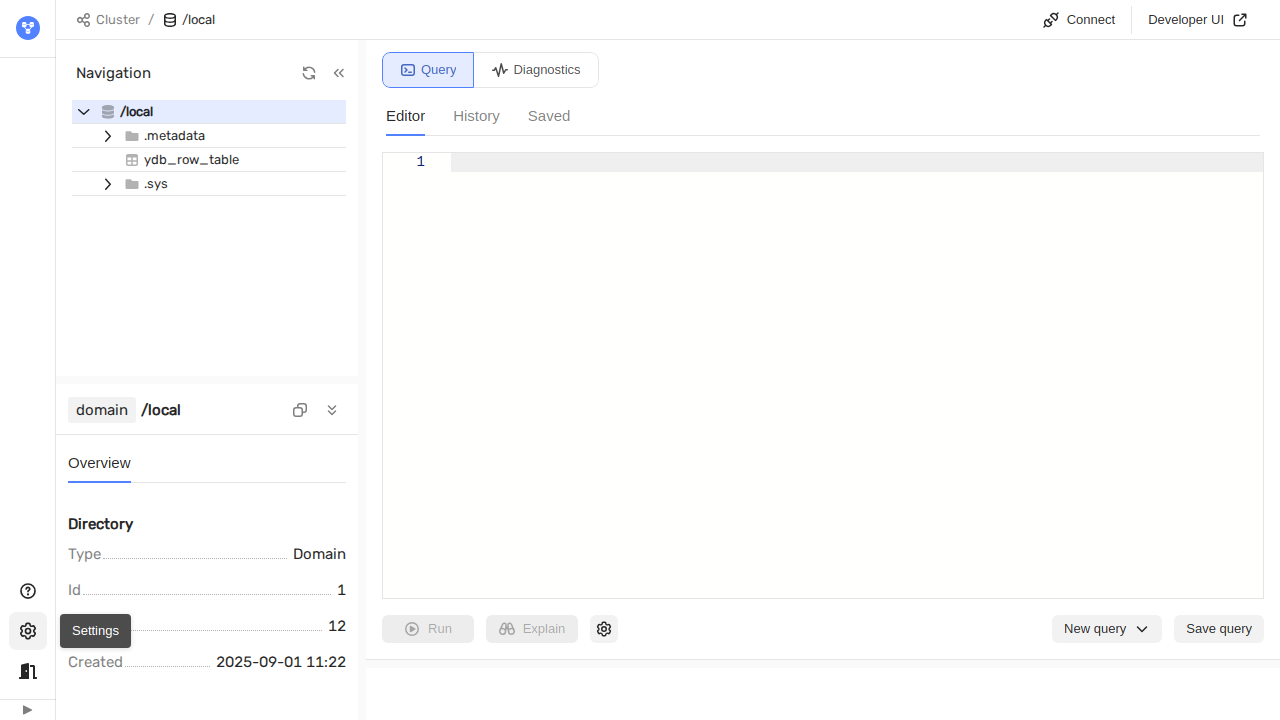 Cluster / /local
Connect
Developer UI
Navigation
/local
.metadata
ydb_row_table
.sys
domain /local
Overview
Directory
Type Domain
Id 1
12
Created 2025-09-01 11:22
Settings
Query
Diagnostics
Editor
History
Saved
1
Run
Explain
New query
Save query